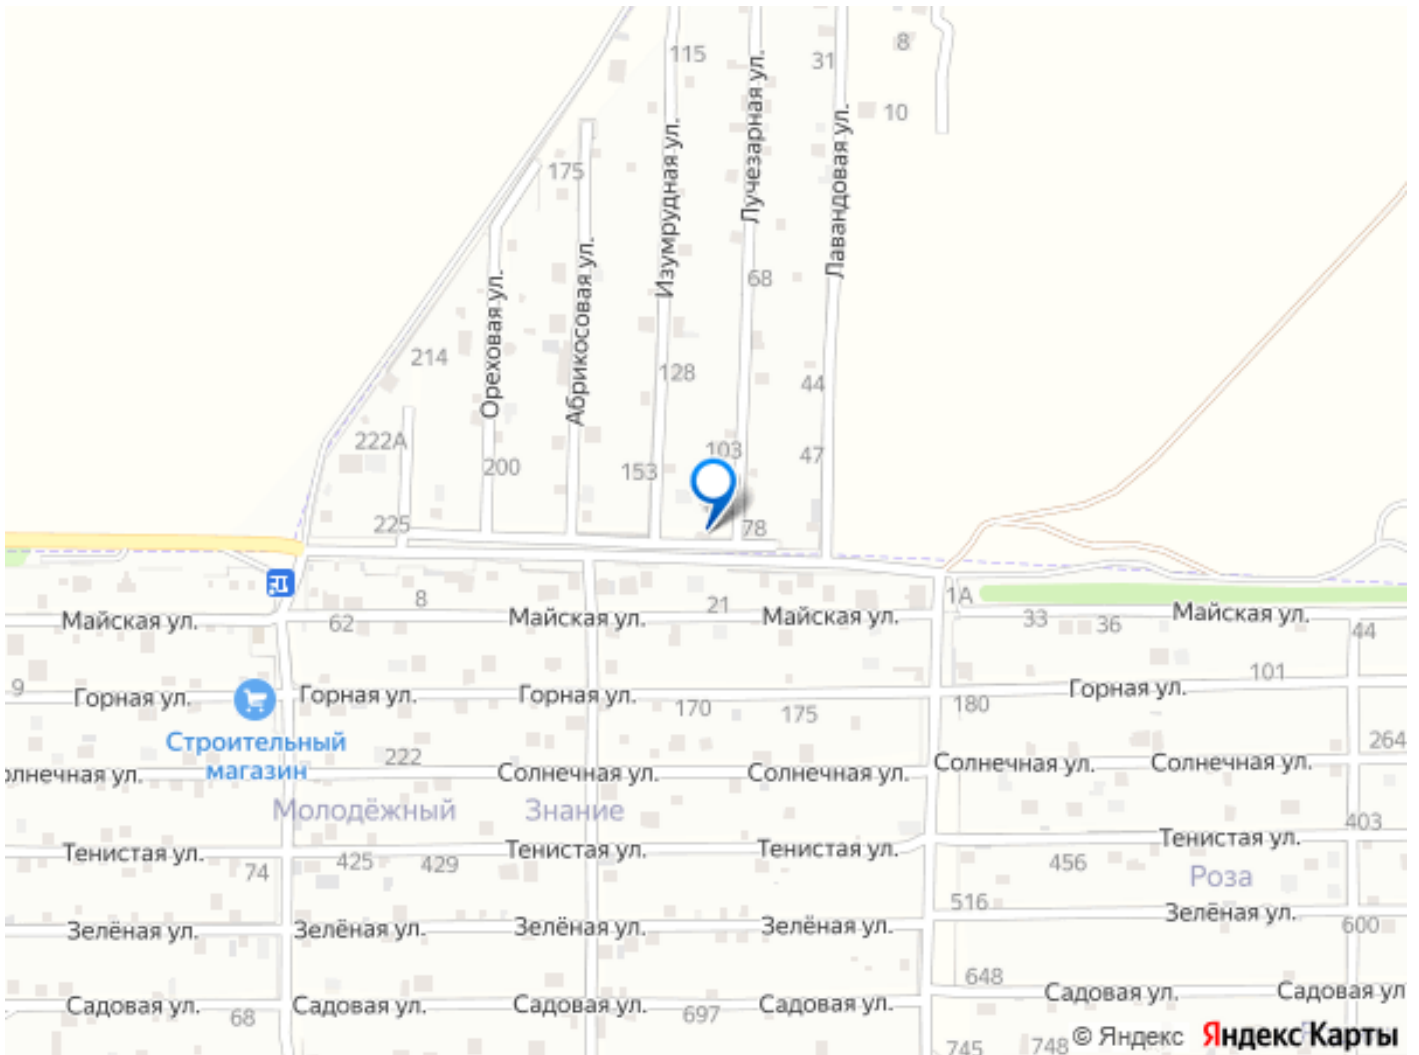 115
8
31
10
Изумрудная ул.
Лучезарная ул.
Лавандовая ул.
175
Ореховая ул.
Абрикосовая ул.
68
214
128
44
222А
200
153
103
47
225
78
Майская ул.
62
8
Майская ул.
21
Майская ул.
1А
33
36
Майская ул.
44
9
Горная ул.
Горная ул.
Горная ул.
170
175
180
Горная ул.
101
Строительный
магазин
222
264
олнечная ул.
Солнечная ул.
Солнечная ул.
Солнечная ул.
Солнечная ул.
Молодёжный
Знание
Тенистая ул.
74
425
429
Тенистая ул.
Тенистая ул.
Тенистая ул.
403
456
Роза
516
Зелёная ул.
Зелёная ул.
Зелёная ул.
Зелёная ул.
Зелёная ул.
600
648
Садовая ул.
68
Садовая ул.
Садовая ул.
697
Садовая ул.
Садовая ул.
Садовая ул
745
748
© Яндекс Яндекс Карты